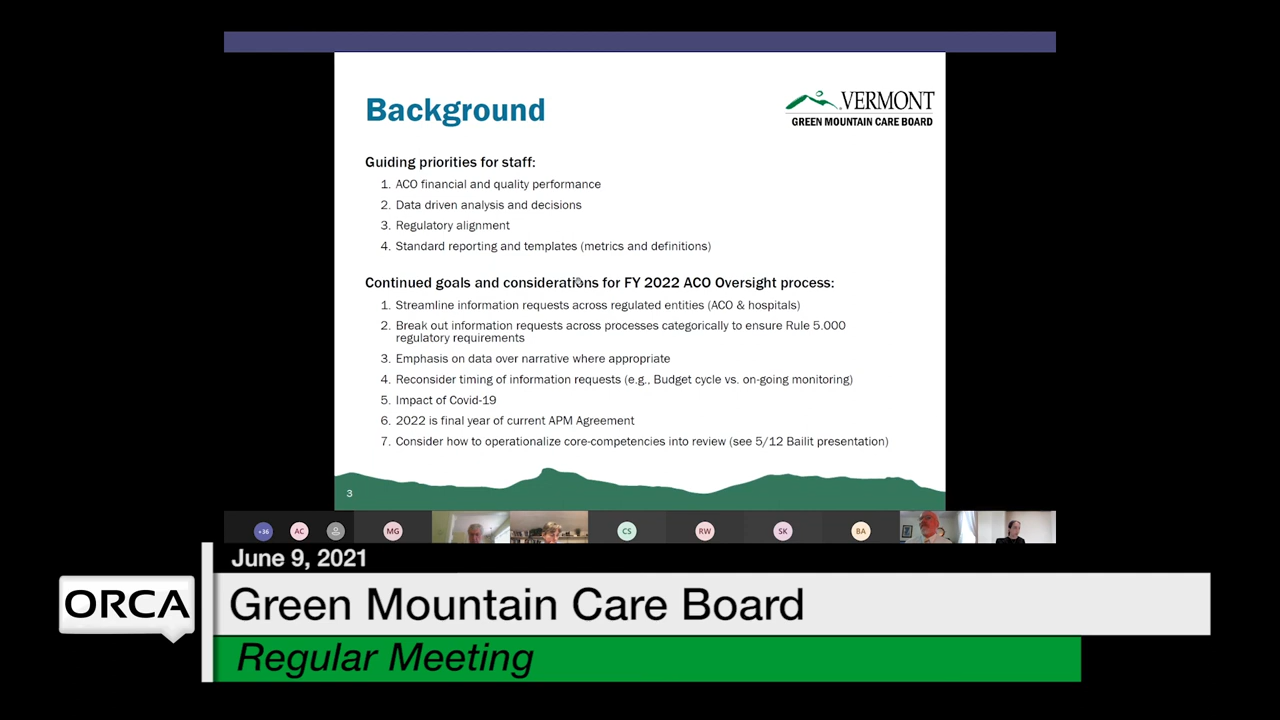 Background
VERMONT
GREEN MOUNTAIN CARE BOARD
Guiding priorities for staff:
1. ACO financial and quality performance
2. Data driven analysis and decisions
3. Regulatory alignment
4. Standard reporting and templates (metrics and definitions)
Continued goals and considerations for FY 2022 ACO Oversight process:
1. Streamline information requests across regulated entities (ACO & hospitals)
2. Break out information requests across processes categorically to ensure Rule 5.000
regulatory requirements
3. Emphasis on data over narrative where appropriate
4. Reconsider timing of information requests (e.g., Budget cycle vs. on-going monitoring)
5. Impact of Covid-19
6. 2022 is final year of current APM Agreement
7. Consider how to operationalize core-competencies into review (see 5/12 Bailit presentation)
3
+36 AC MG CS RW SK BA
June 9, 2021
ORCA
Green Mountain Care Board
Regular Meeting